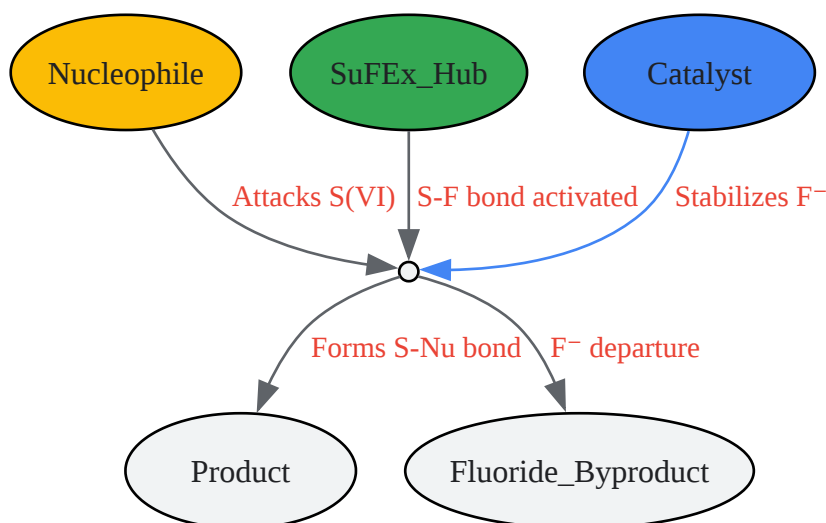 Nucleophile
SuFEx_Hub
Catalyst
Attacks S(VI)
S-F bond activated
Stabilizes F⁻
Forms S-Nu bond
F⁻ departure
Product
Fluoride_Byproduct